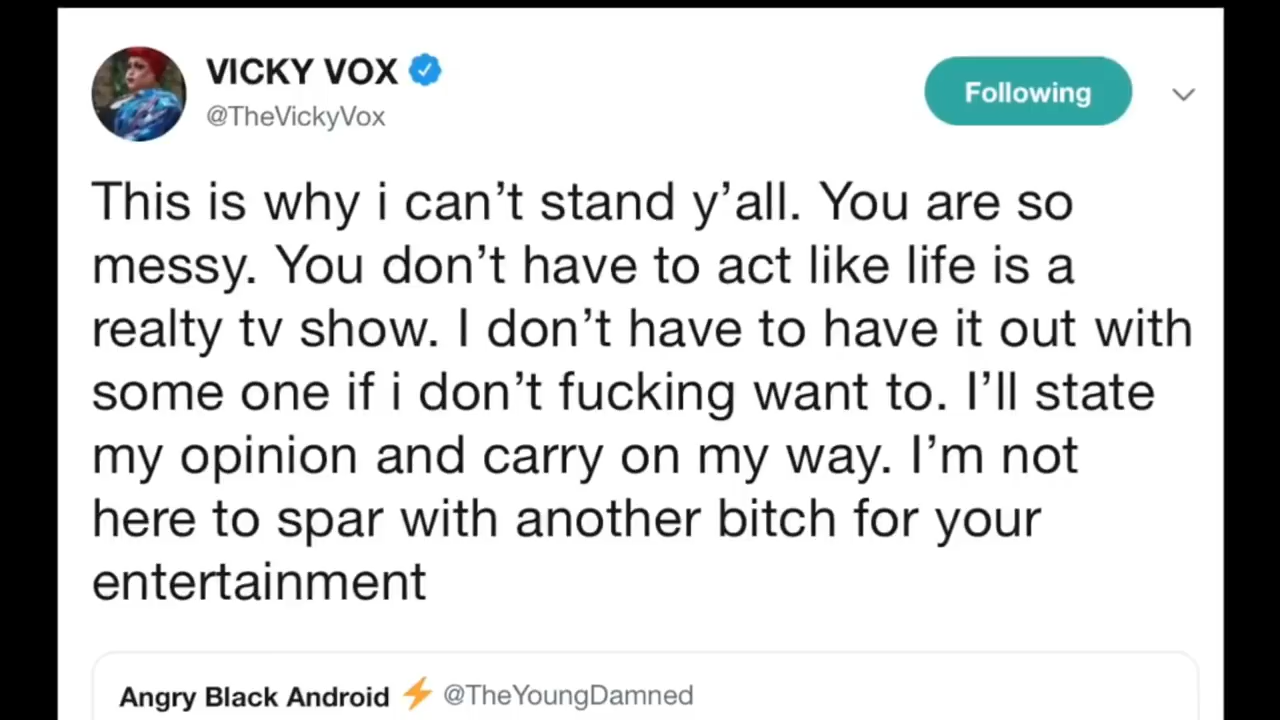 VICKY VOX
@TheVickyVox
Following
This is why i can’t stand y’all. You are so
messy. You don’t have to act like life is a
realty tv show. I don’t have to have it out with
some one if i don’t fucking want to. I’ll state
my opinion and carry on my way. I’m not
here to spar with another bitch for your
entertainment
Angry Black Android ⚡ @TheYoungDamned